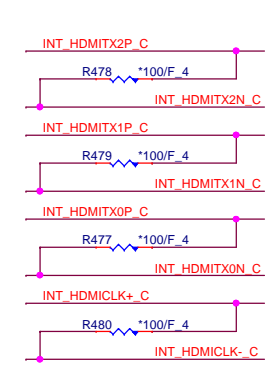 INT_HDMITX2P_C
R478 *100/F_4
INT_HDMITX2N_C
INT_HDMITX1P_C
R479 *100/F_4
INT_HDMITX1N_C
INT_HDMITX0P_C
R477 *100/F_4
INT_HDMITX0N_C
INT_HDMICLK+_C
R480 *100/F_4
INT_HDMICLK-_C